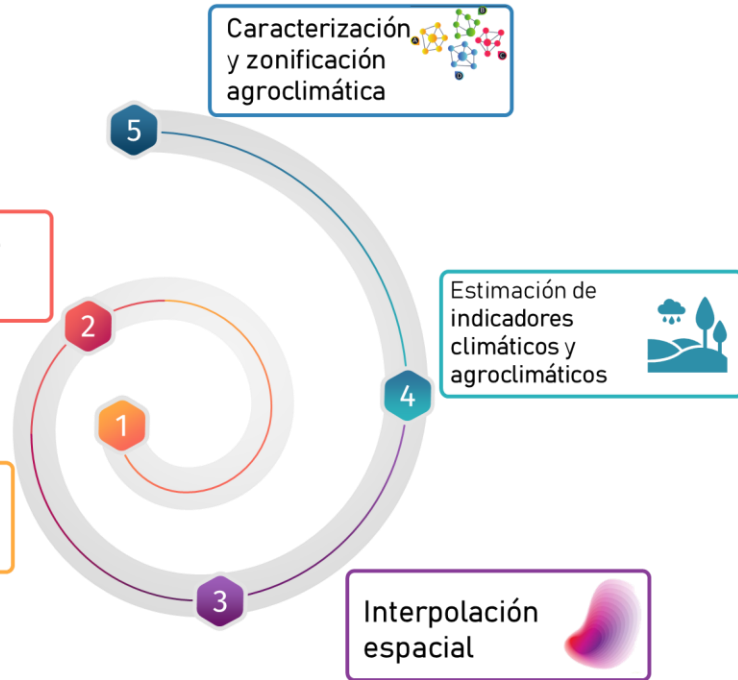 Caracterización
y zonificación
agroclimática
A
B
C
D
5
2
1
Estimación de
indicadores
climáticos y
agroclimáticos
4
3
Interpolación
espacial